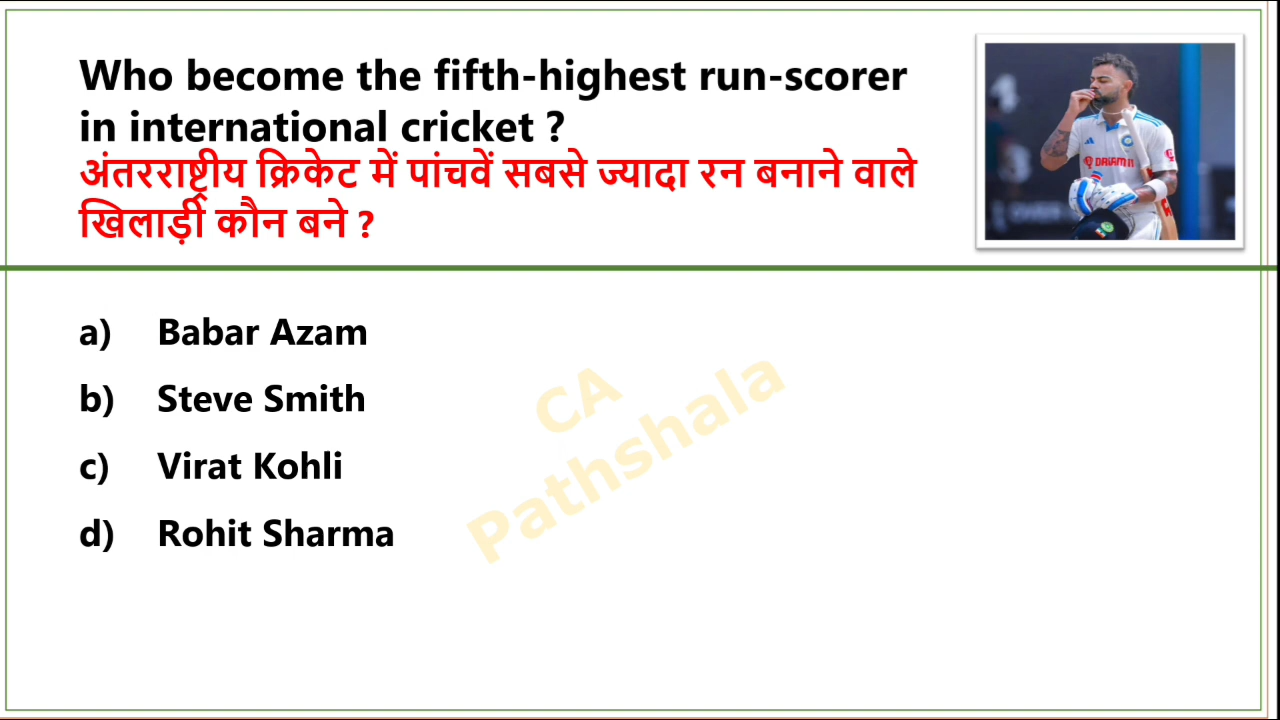 Who become the fifth-highest run-scorer
in international cricket ?
अंतरराष्ट्रीय क्रिकेट में पांचवें सबसे ज्यादा रन बनाने वाले
खिलाड़ी कौन बने ?
DREAM11
a) Babar Azam
b) Steve Smith
c) Virat Kohli
d) Rohit Sharma
CA
Pathshala